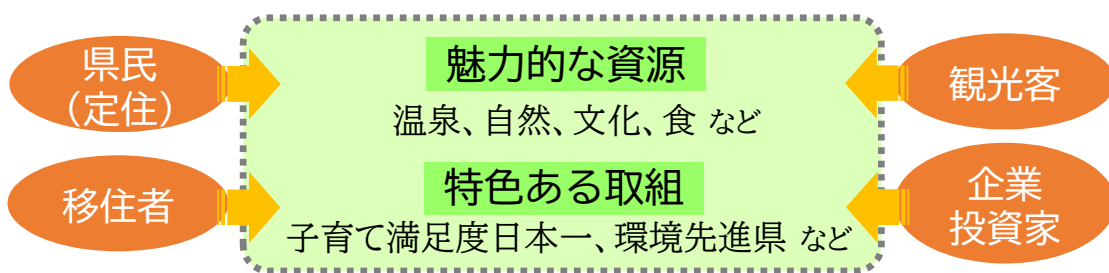 県民
（定住）
移住者
魅力的な資源
温泉、自然、文化、食 など
特色ある取組
子育て満足度日本一、環境先進県 など
観光客
企業
投資家